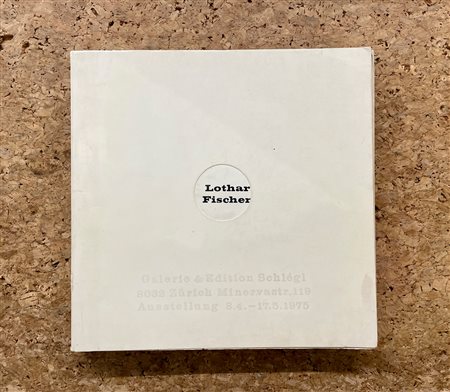 Lothar
Fischer
Galerie & Edition Schlégl
8032 Zürich Minervastr.119
Ausstellung 8.4.–17.5.1975